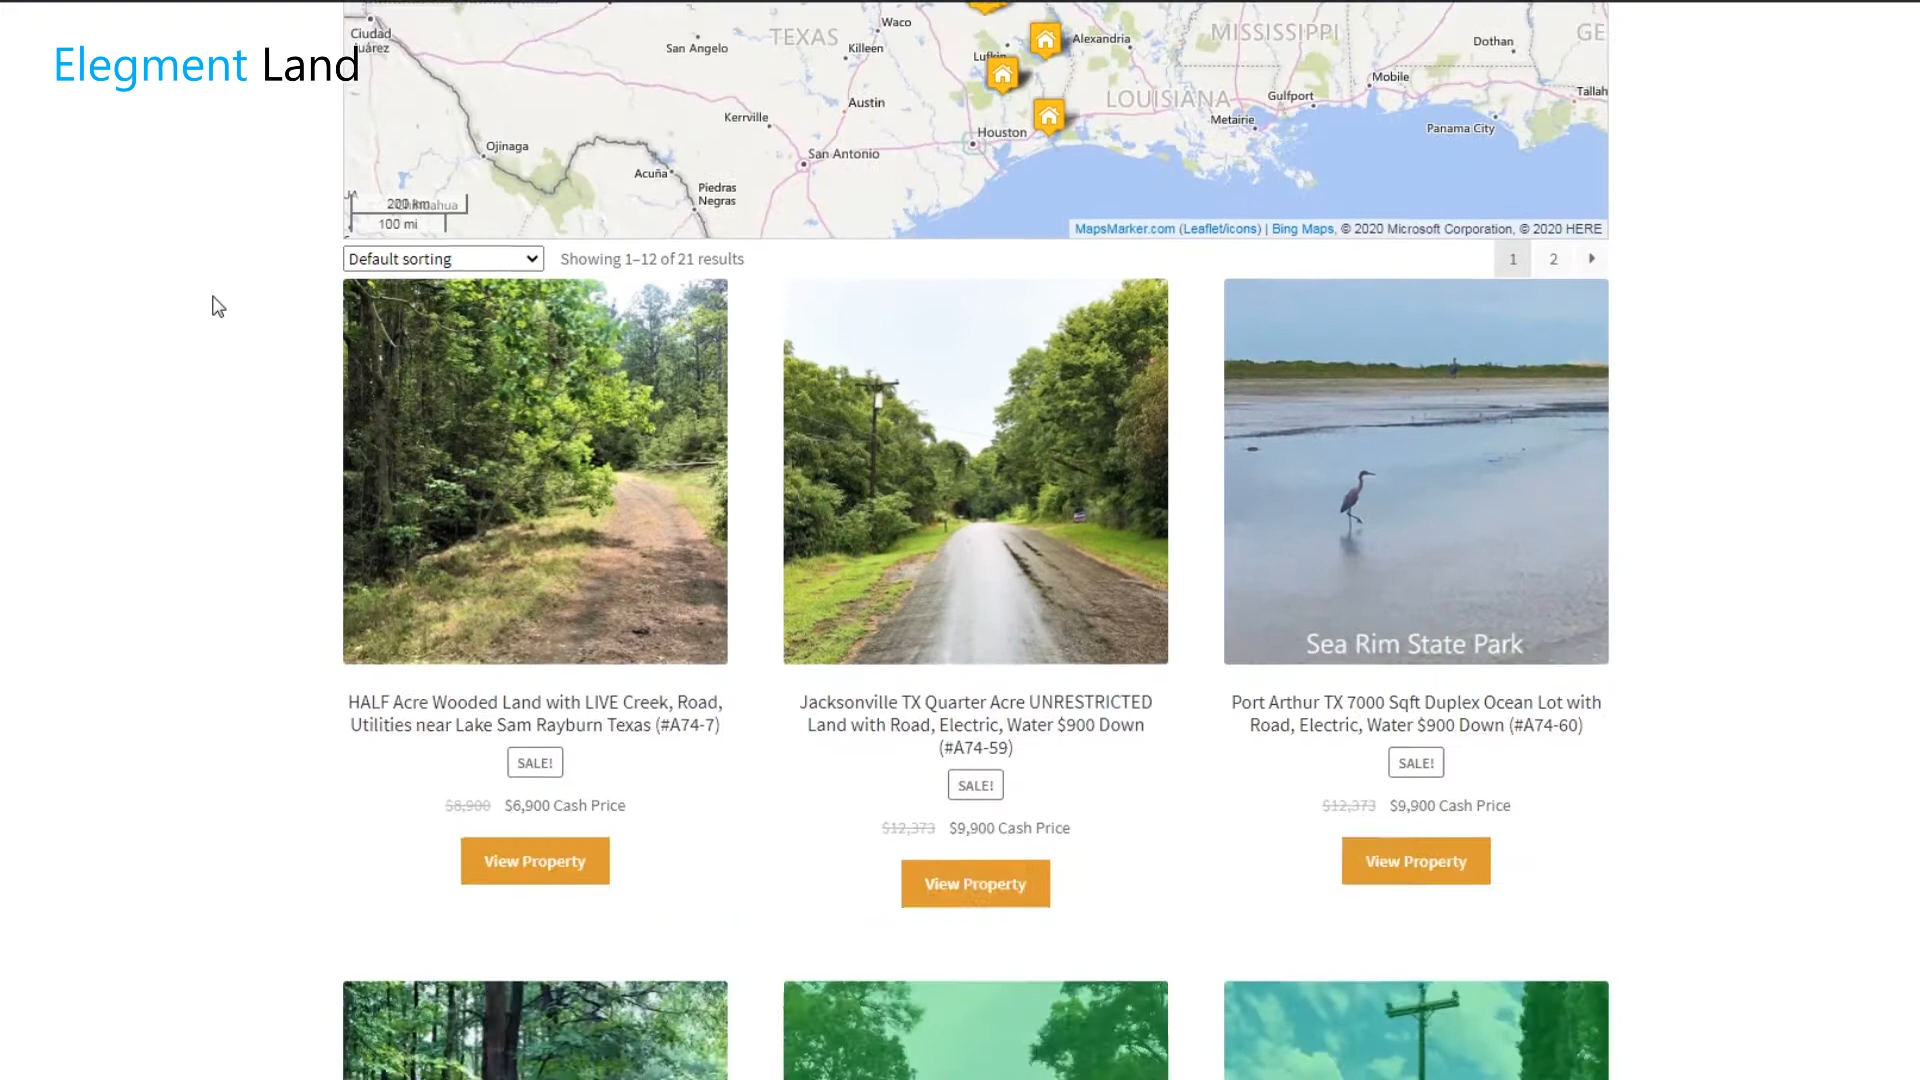 Elegment Land
Ciudad
Juárez
San Angelo
TEXAS
Waco
Killeen
Lufkin
Alexandria
MISSISSIPPI
Dothan
GE
Mobile
Tallah
Austin
Kerrville
LOUISIANA
Gulfport
Metairie
Panama City
Ojinaga
Houston
San Antonio
Acuña
Piedras
Negras
200 km
Chihuahua
100 mi
MapsMarker.com (Leaflet/icons) | Bing Maps, © 2020 Microsoft Corporation, © 2020 HERE
Default sorting
Showing 1–12 of 21 results
1
2
Sea Rim State Park
HALF Acre Wooded Land with LIVE Creek, Road,
Utilities near Lake Sam Rayburn Texas (#A74-7)
SALE!
$8,900 $6,900 Cash Price
View Property
Jacksonville TX Quarter Acre UNRESTRICTED
Land with Road, Electric, Water $900 Down
(#A74-59)
SALE!
$12,373 $9,900 Cash Price
View Property
Port Arthur TX 7000 Sqft Duplex Ocean Lot with
Road, Electric, Water $900 Down (#A74-60)
SALE!
$12,373 $9,900 Cash Price
View Property